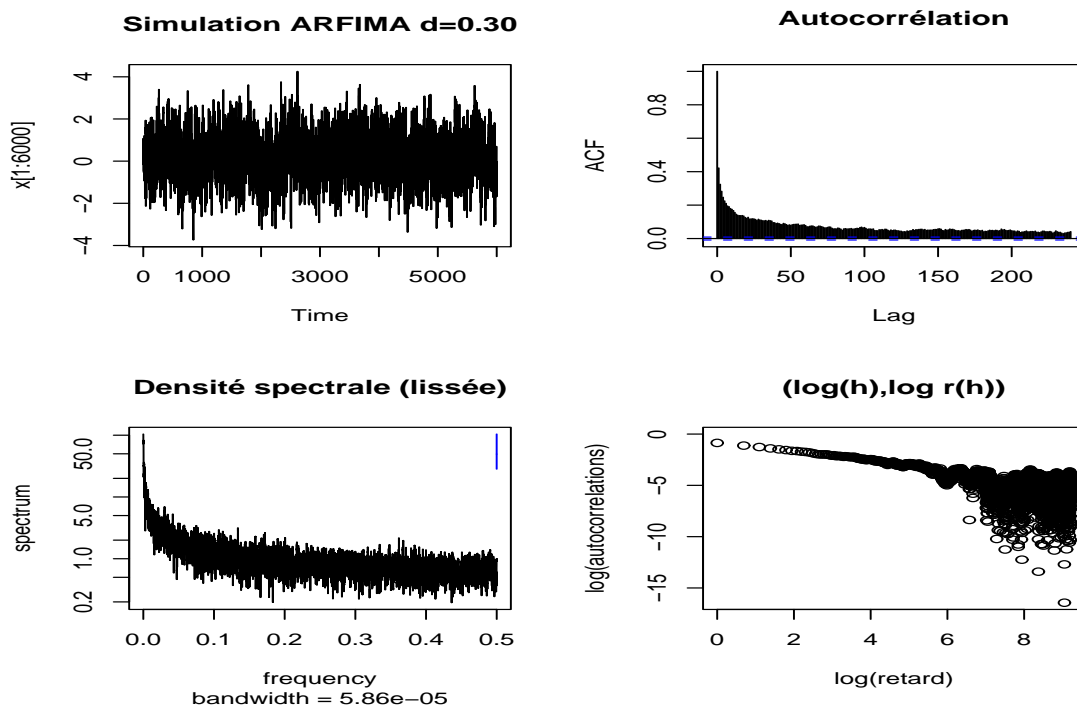 Simulation ARFIMA d=0.30
x[1:6000]
4
2
0
−2
−4
0 1000 3000 5000
Time
Autocorrélation
ACF
0.8
0.4
0.0
0 50 100 150 200
Lag
Densité spectrale (lissée)
spectrum
50.0
5.0
1.0
0.2
0.0 0.1 0.2 0.3 0.4 0.5
frequency
bandwidth = 5.86e−05
(log(h),log r(h))
log(autocorrelations)
0
−5
−10
−15
0 2 4 6 8
log(retard)